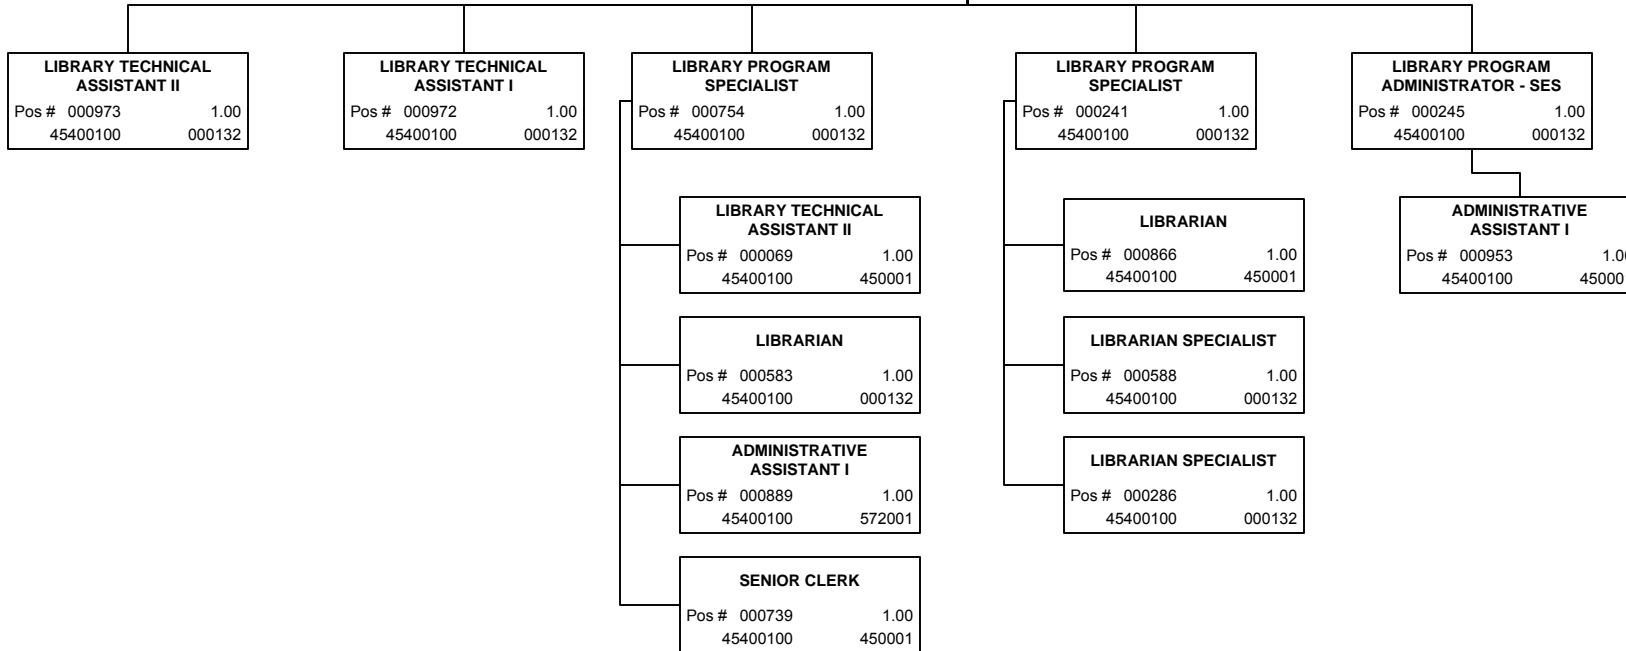 LIBRARY TECHNICAL
ASSISTANT II
Pos # 000973 1.00
45400100 000132
LIBRARY TECHNICAL
ASSISTANT I
Pos # 000972 1.00
45400100 000132
LIBRARY PROGRAM
SPECIALIST
Pos # 000754 1.00
45400100 000132
LIBRARY PROGRAM
SPECIALIST
Pos # 000241 1.00
45400100 000132
LIBRARY PROGRAM
ADMINISTRATOR - SES
Pos # 000245 1.00
45400100 000132
LIBRARY TECHNICAL
ASSISTANT II
Pos # 000069 1.00
45400100 450001
LIBRARIAN
Pos # 000583 1.00
45400100 000132
ADMINISTRATIVE
ASSISTANT I
Pos # 000889 1.00
45400100 572001
SENIOR CLERK
Pos # 000739 1.00
45400100 450001
LIBRARIAN
Pos # 000866 1.00
45400100 450001
LIBRARIAN SPECIALIST
Pos # 000588 1.00
45400100 000132
LIBRARIAN SPECIALIST
Pos # 000286 1.00
45400100 000132
ADMINISTRATIVE
ASSISTANT I
Pos # 000953 1.00
45400100 45000